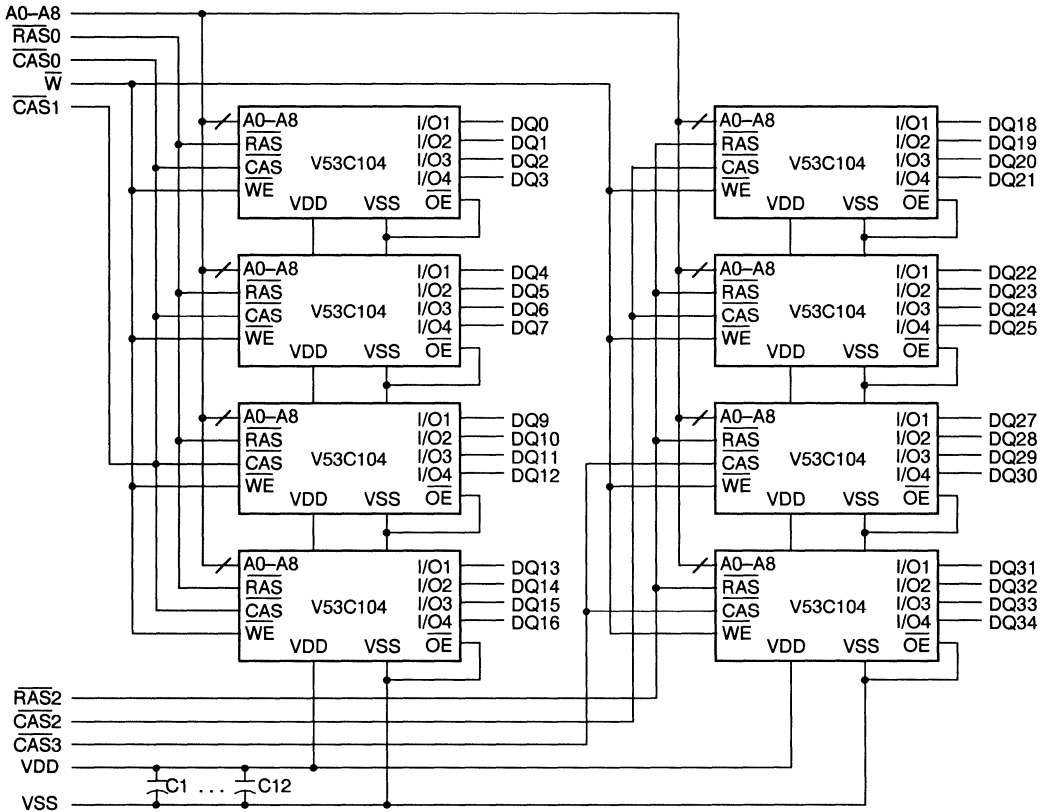 A0–A8
RAS0
CAS0
W
CAS1
A0–A8
RAS
CAS
WE
V53C104
VDD
VSS
I/O1
I/O2
I/O3
I/O4
OE
DQ0
DQ1
DQ2
DQ3
A0–A8
RAS
CAS
WE
V53C104
VDD
VSS
I/O1
I/O2
I/O3
I/O4
OE
DQ4
DQ5
DQ6
DQ7
A0–A8
RAS
CAS
WE
V53C104
VDD
VSS
I/O1
I/O2
I/O3
I/O4
OE
DQ9
DQ10
DQ11
DQ12
A0–A8
RAS
CAS
WE
V53C104
VDD
VSS
I/O1
I/O2
I/O3
I/O4
OE
DQ13
DQ14
DQ15
DQ16
A0–A8
RAS
CAS
WE
V53C104
VDD
VSS
I/O1
I/O2
I/O3
I/O4
OE
DQ18
DQ19
DQ20
DQ21
A0–A8
RAS
CAS
WE
V53C104
VDD
VSS
I/O1
I/O2
I/O3
I/O4
OE
DQ22
DQ23
DQ24
DQ25
A0–A8
RAS
CAS
WE
V53C104
VDD
VSS
I/O1
I/O2
I/O3
I/O4
OE
DQ27
DQ28
DQ29
DQ30
A0–A8
RAS
CAS
WE
V53C104
VDD
VSS
I/O1
I/O2
I/O3
I/O4
OE
DQ31
DQ32
DQ33
DQ34
RAS2
CAS2
CAS3
VDD
C1 ... C12
VSS